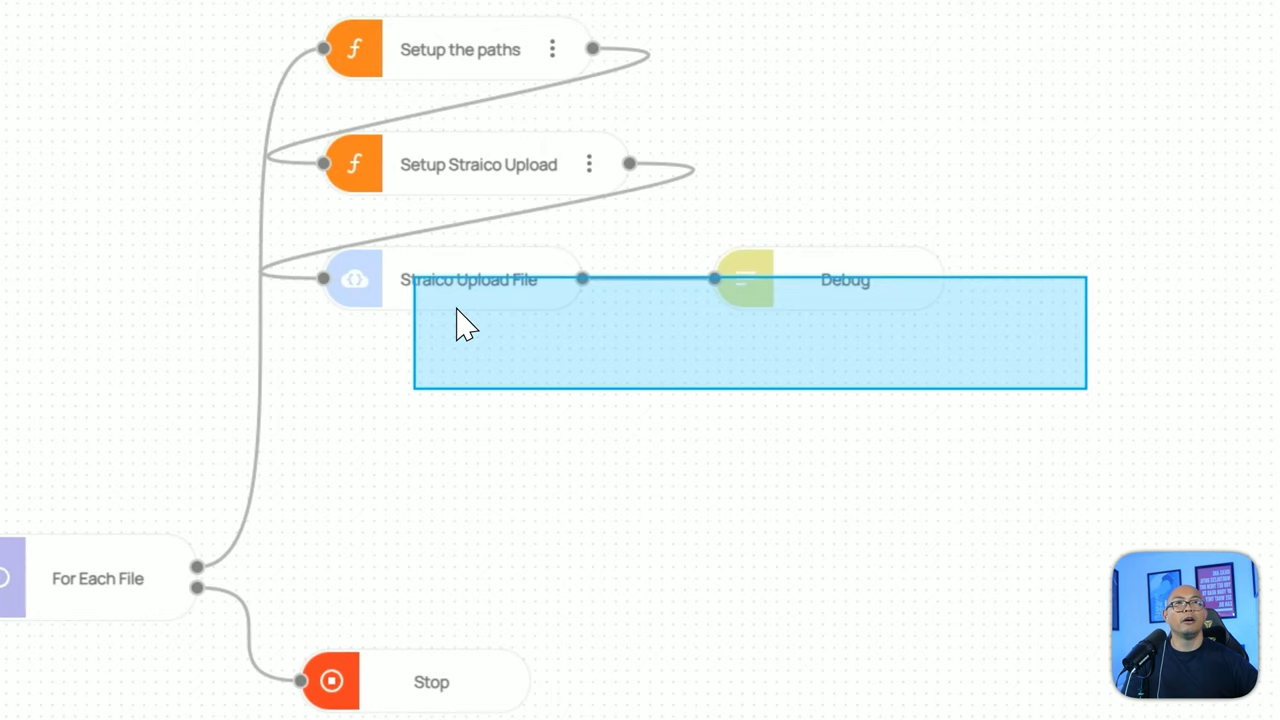 Setup the paths
Setup Straico Upload
Straico Upload File
Debug
For Each File
Stop